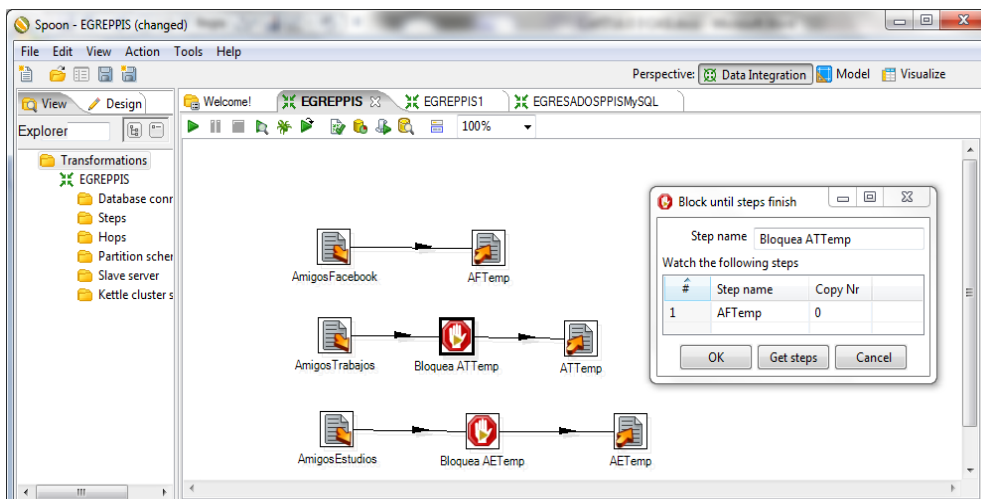 Spoon - EGREPPIS (changed)
File Edit View Action Tools Help
Perspective: Data Integration Model Visualize
View Design
Welcome! EGREPPIS EGREPPIS1 EGRESADOSPPISMySQL
Explorer
100%
Transformations
EGREPPIS
Database conr
Steps
Hops
Partition scher
Slave server
Kettle cluster s
AmigosFacebook AFTemp
AmigosTrabajos Bloquea ATTemp ATTemp
AmigosEstudios Bloquea AETemp AETemp
Block until steps finish
Step name Bloquea ATTemp
Watch the following steps
# Step name Copy Nr
1 AFTemp 0
OK Get steps Cancel